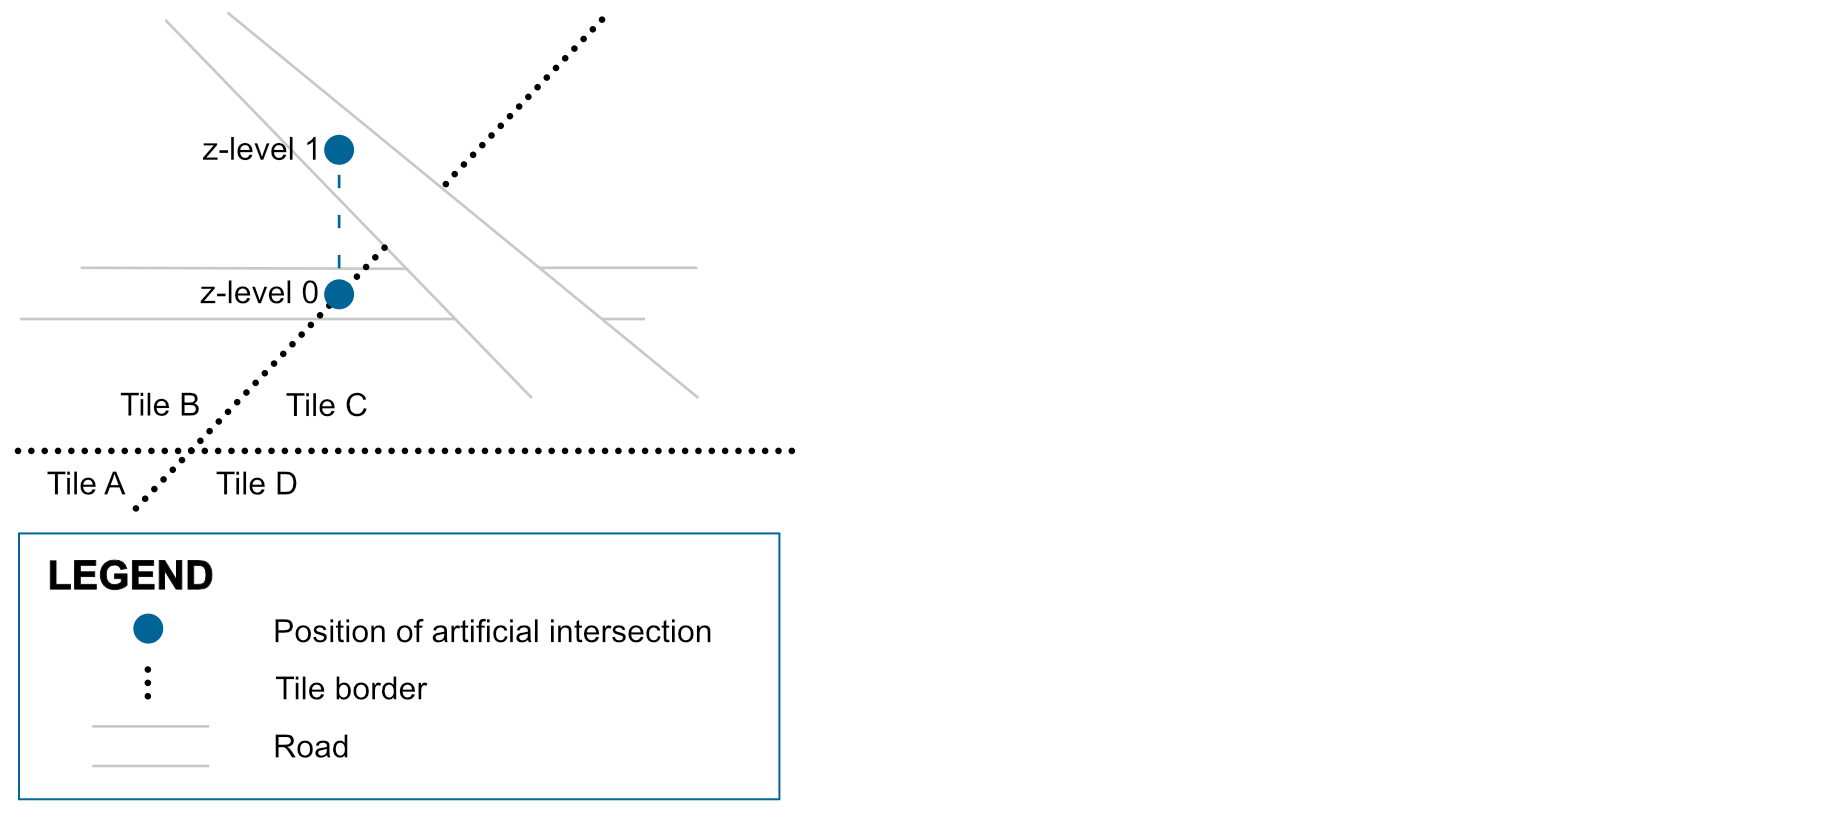 z-level 1
z-level 0
Tile B
Tile C
Tile A
Tile D
LEGEND
Position of artificial intersection
Tile border
Road